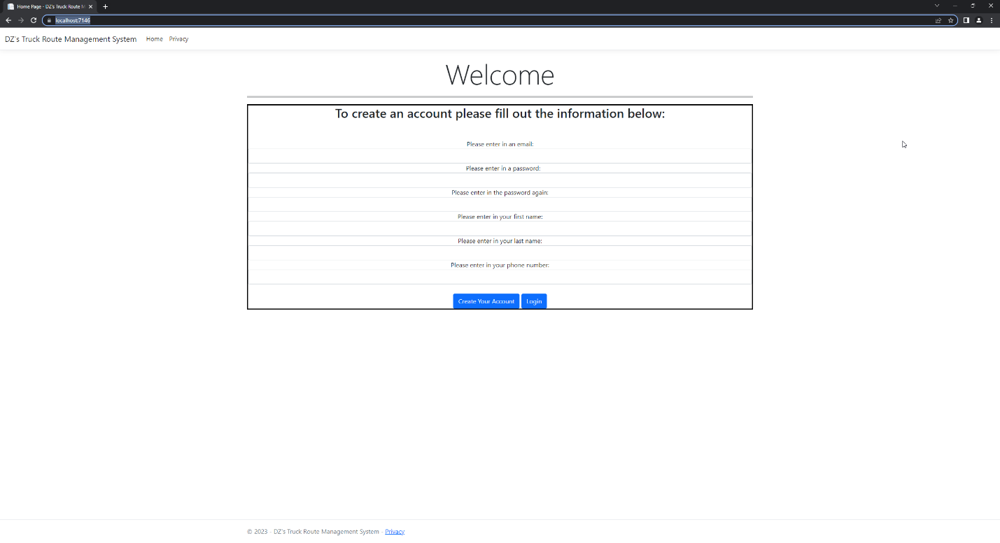 Home Page - DZ's Truck Route M
localhost:7146
DZ's Truck Route Management System Home Privacy
Welcome
To create an account please fill out the information below:
Please enter in an email:
Please enter in a password:
Please enter in the password again:
Please enter in your first name:
Please enter in your last name:
Please enter in your phone number:
Create Your Account Login
© 2023 - DZ's Truck Route Management System - Privacy